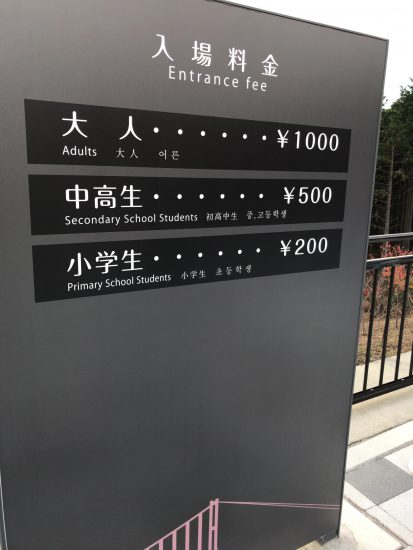 入場料金
Entrance fee
大 人・・・・・・¥1000
Adults 大人 어른
中高生・・・・・・¥500
Secondary School Students 初高中生 중,고등학생
小学生・・・・・・¥200
Primary School Students 小学生 초등학생